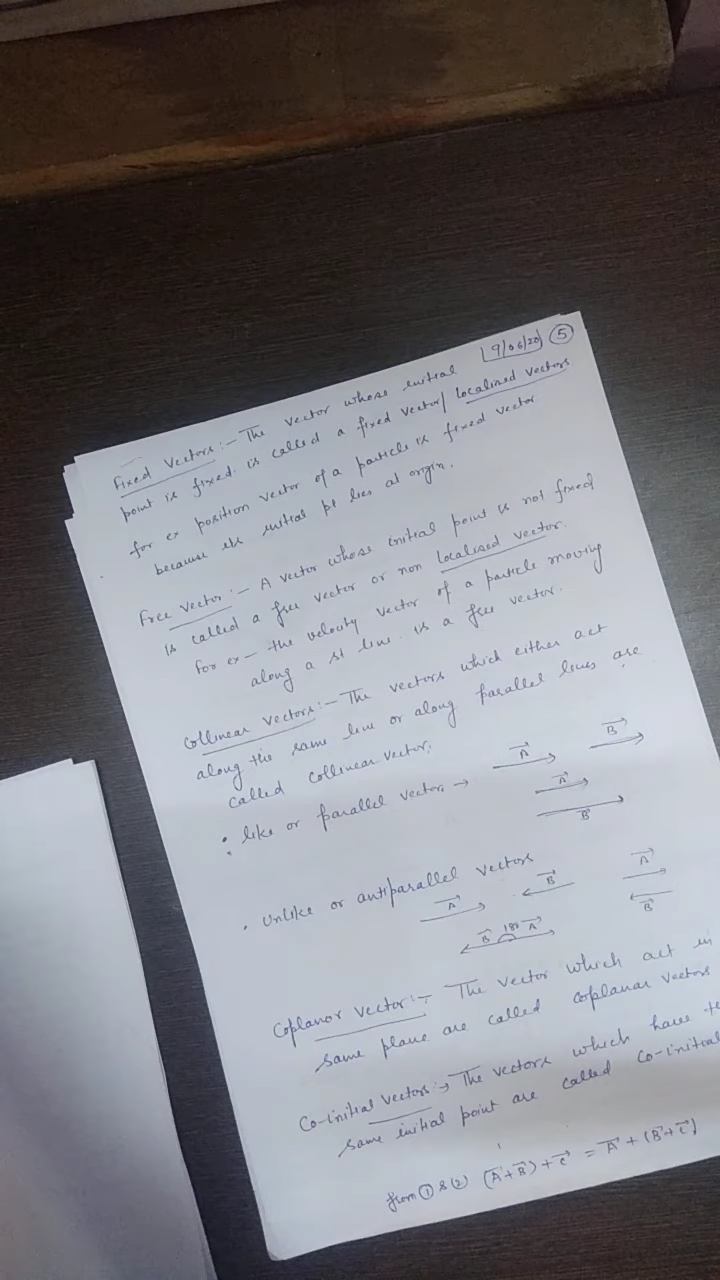 9/06/20 5
Fixed Vectors:- The vector whose initial
point is fixed. is called a fixed vector/ localised vectors
for ex position vector of a particle is fixed vector
because its initial pt lies at origin.
Free vector:- A vector whose initial point is not fixed
is called a free vector or non localised vector.
For ex- the velocity vector of a particle moving
along a st line. is a free vector.
Collinear vectors:- The vectors which either act
along the same line or along parallel lines are
called collinear vector.
like or parallel vectors → A B
A
B
• Unlike or antiparallel vectors
A B A
B
B 180 A
Coplanor vector:- The vector which act in
same plane are called coplanar vectors
Co-initial vectors:→ The vectors which have
same initial point are called co-initial
from ① & (2) (A+B)+C = A+(B+C)